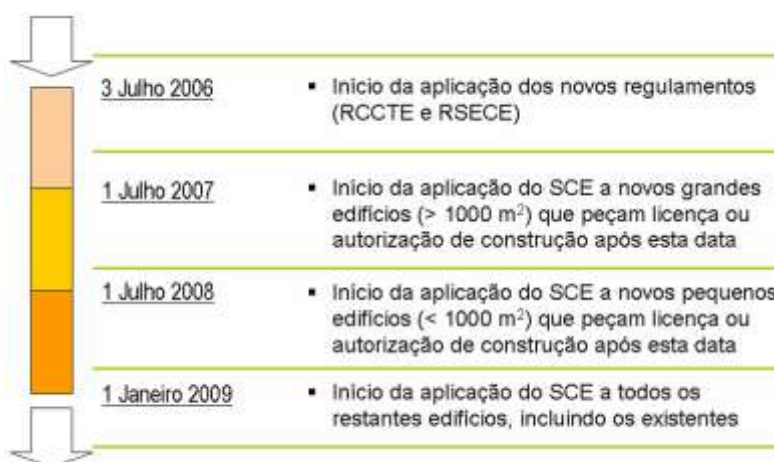 3 Julho 2006
▪ Início da aplicação dos novos regulamentos
(RCCTE e RSECE)
1 Julho 2007
▪ Início da aplicação do SCE a novos grandes
edifícios (> 1000 m²) que peçam licença ou
autorização de construção após esta data
1 Julho 2008
▪ Início da aplicação do SCE a novos pequenos
edifícios (< 1000 m²) que peçam licença ou
autorização de construção após esta data
1 Janeiro 2009
▪ Início da aplicação do SCE a todos os
restantes edifícios, incluindo os existentes